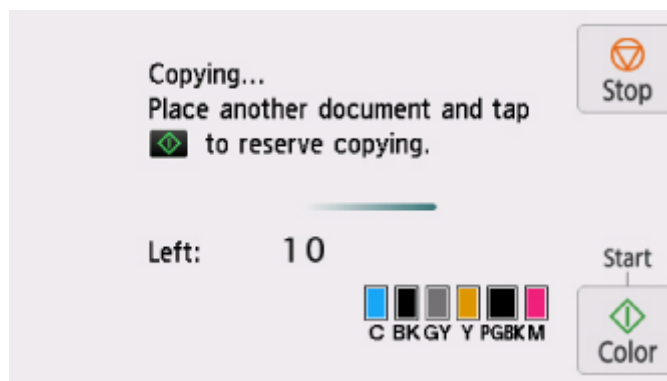 Copying...
Place another document and tap
to reserve copying.
Stop
Left: 10
Start
C BK GY Y PGBK M
Color